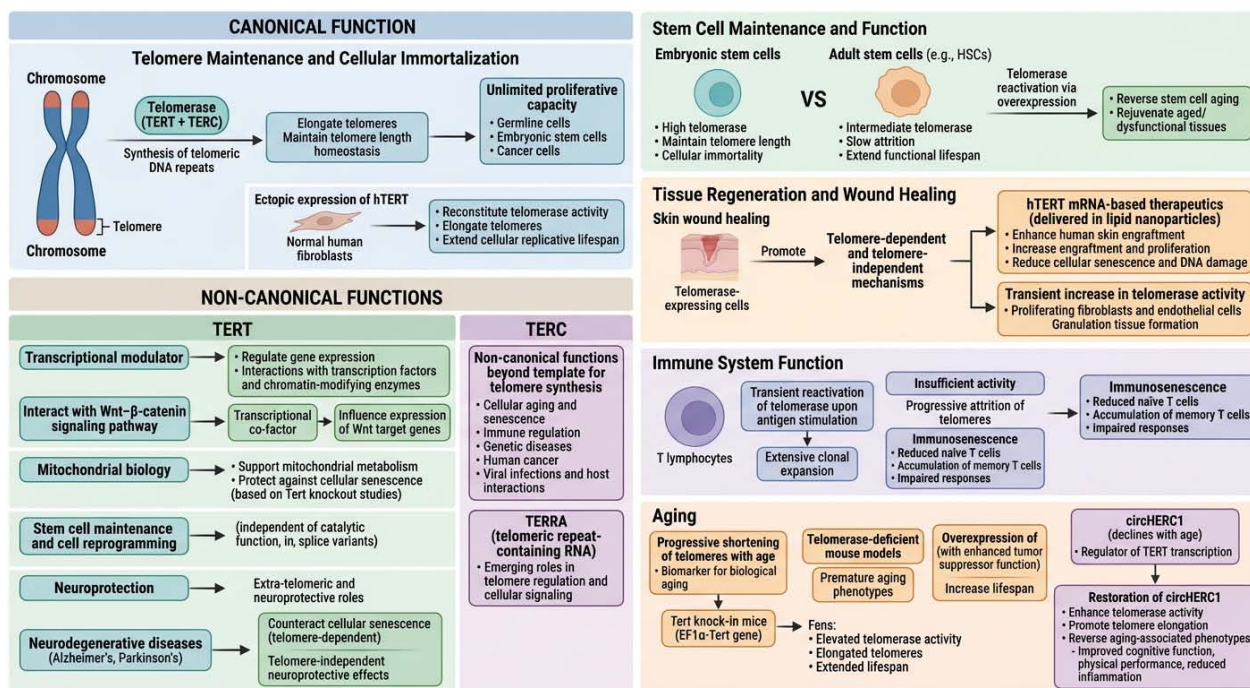 CANONICAL FUNCTION
Telomere Maintenance and Cellular Immortalization
Chromosome
Telomerase
(TERT + TERC)
Synthesis of telomeric
DNA repeats
Elongate telomeres
Maintain telomere length
homeostasis
Unlimited proliferative
capacity
• Germline cells
• Embryonic stem cells
• Cancer cells
Telomere
Chromosome
Ectopic expression of hTERT
Normal human
fibroblasts
• Reconstitute telomerase activity
• Elongate telomeres
• Extend cellular replicative lifespan
NON-CANONICAL FUNCTIONS
TERT
Transcriptional modulator
• Regulate gene expression
• Interactions with transcription factors
and chromatin-modifying enzymes
Interact with Wnt–β-catenin
signaling pathway
Transcriptional
co-factor
Influence expression
of Wnt target genes
Mitochondrial biology
• Support mitochondrial metabolism
• Protect against cellular senescence
(based on Tert knockout studies)
Stem cell maintenance
and cell reprogramming
(independent of catalytic
function, in, splice variants)
Neuroprotection
Extra-telomeric and
neuroprotective roles
Neurodegenerative diseases
(Alzheimer's, Parkinson's)
Counteract cellular senescence
(telomere-dependent)
Telomere-independent
neuroprotective effects
TERC
Non-canonical functions
beyond template for
telomere synthesis
• Cellular aging and
senescence
• Immune regulation
• Genetic diseases
• Human cancer
• Viral infections and host
interactions
TERRA
(telomeric repeat-
containing RNA)
• Emerging roles in
telomere regulation and
cellular signaling
Stem Cell Maintenance and Function
Embryonic stem cells
• High telomerase
• Maintain telomere length
• Cellular immortality
VS
Adult stem cells (e.g., HSCs)
• Intermediate telomerase
• Slow attrition
• Extend functional lifespan
Telomerase
reactivation via
overexpression
• Reverse stem cell aging
• Rejuvenate aged/
dysfunctional tissues
Tissue Regeneration and Wound Healing
Skin wound healing
Telomerase-
expressing cells
Promote
Telomere-dependent
and telomere-
independent
mechanisms
hTERT mRNA-based therapeutics
(delivered in lipid nanoparticles)
• Enhance human skin engraftment
• Increase engraftment and proliferation
• Reduce cellular senescence and DNA damage
Transient increase in telomerase activity
• Proliferating fibroblasts and endothelial cells
Granulation tissue formation
Immune System Function
T lymphocytes
Transient reactivation
of telomerase upon
antigen stimulation
Extensive clonal
expansion
Insufficient activity
Progressive attrition of
telomeres
Immunosenescence
• Reduced naïve T cells
• Accumulation of memory T cells
• Impaired responses
Immunosenescence
• Reduced naïve T cells
• Accumulation of memory T cells
• Impaired responses
Aging
Progressive shortening
of telomeres with age
• Biomarker for biological
aging
Tert knock-in mice
(EF1α-Tert gene)
Telomerase-deficient
mouse models
Premature aging
phenotypes
Fens:
• Elevated telomerase activity
• Elongated telomeres
• Extended lifespan
Overexpression of
(with enhanced tumor
suppressor function)
Increase lifespan
circHERC1
(declines with age)
• Regulator of TERT transcription
Restoration of circHERC1
• Enhance telomerase activity
• Promote telomere elongation
• Reverse aging-associated phenotypes
- Improved cognitive function,
physical performance, reduced
inflammation